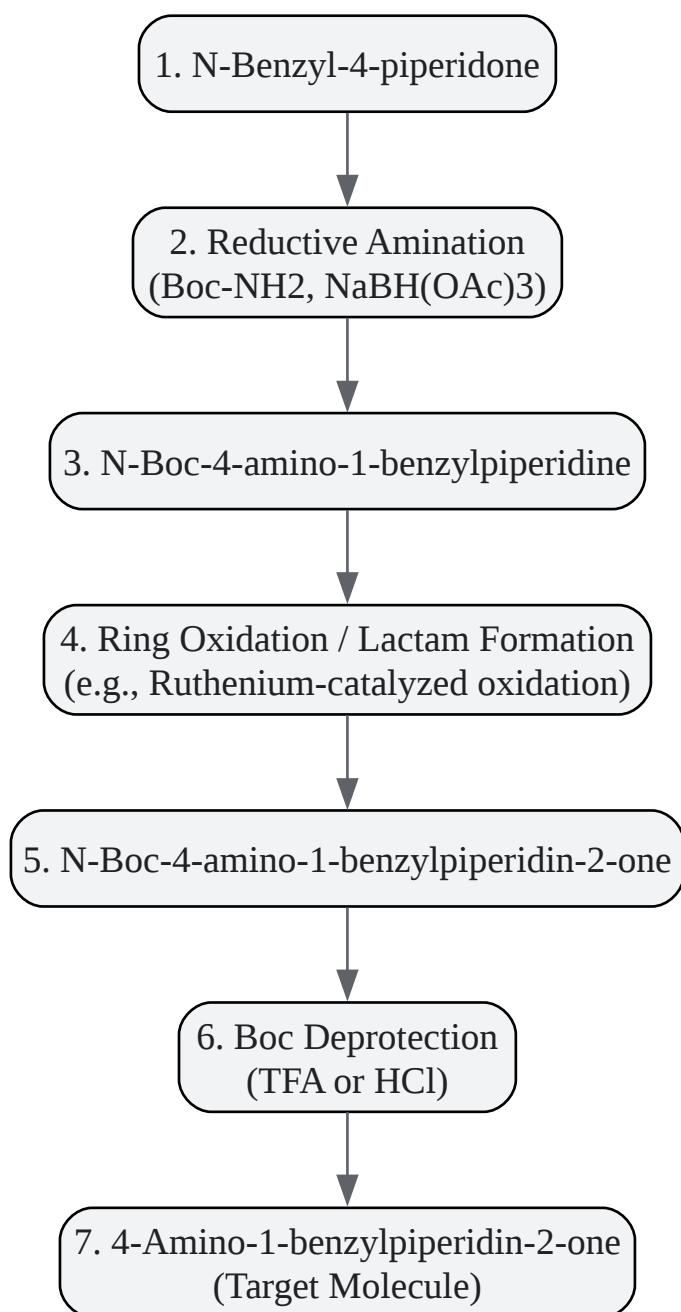 1. N-Benzyl-4-piperidone
2. Reductive Amination
(Boc-NH2, NaBH(OAc)3)
3. N-Boc-4-amino-1-benzylpiperidine
4. Ring Oxidation / Lactam Formation
(e.g., Ruthenium-catalyzed oxidation)
5. N-Boc-4-amino-1-benzylpiperidin-2-one
6. Boc Deprotection
(TFA or HCl)
7. 4-Amino-1-benzylpiperidin-2-one
(Target Molecule)